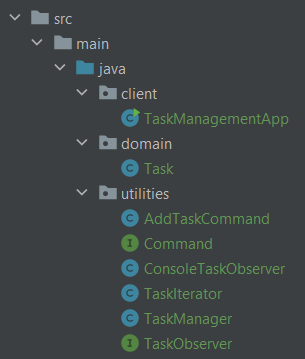 src
main
java
client
TaskManagementApp
domain
Task
utilities
C AddTaskCommand
I Command
C ConsoleTaskObserver
C TaskIterator
C TaskManager
I TaskObserver